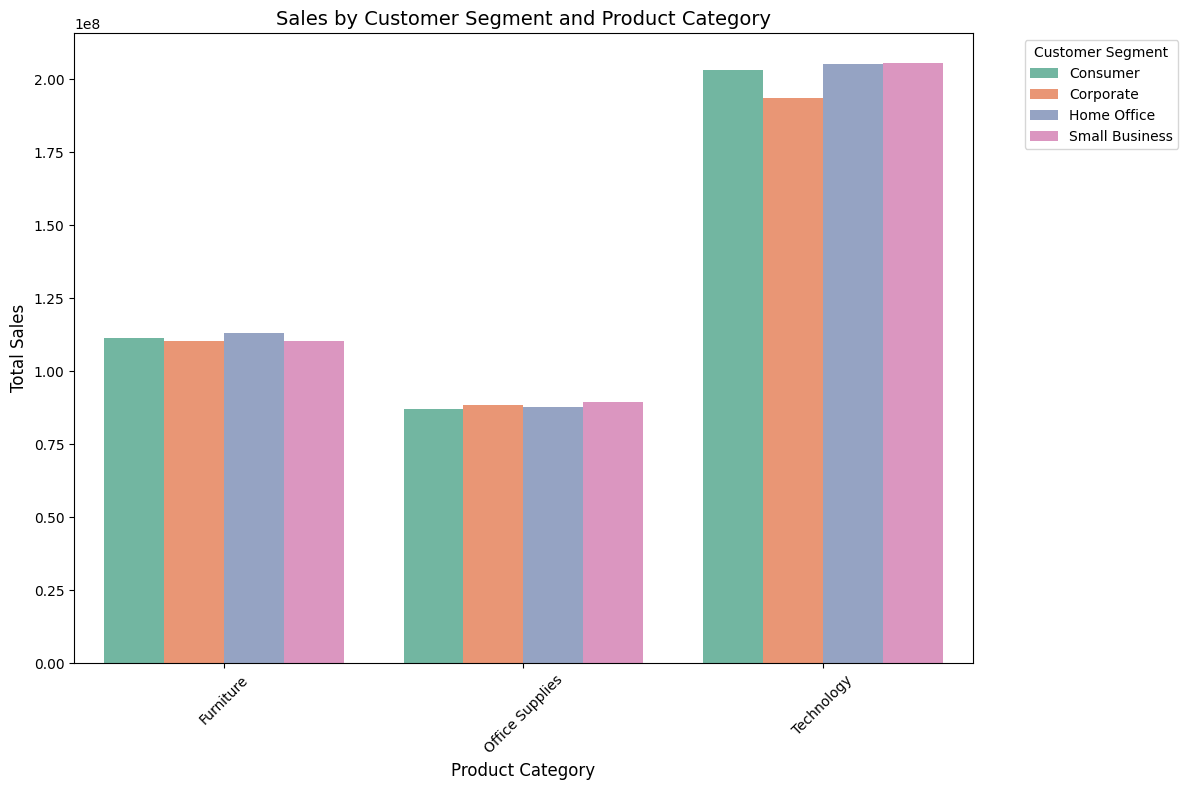 Sales by Customer Segment and Product Category
1e8
Total Sales
2.00
1.75
1.50
1.25
1.00
0.75
0.50
0.25
0.00
Furniture
Office Supplies
Technology
Product Category
Customer Segment
Consumer
Corporate
Home Office
Small Business